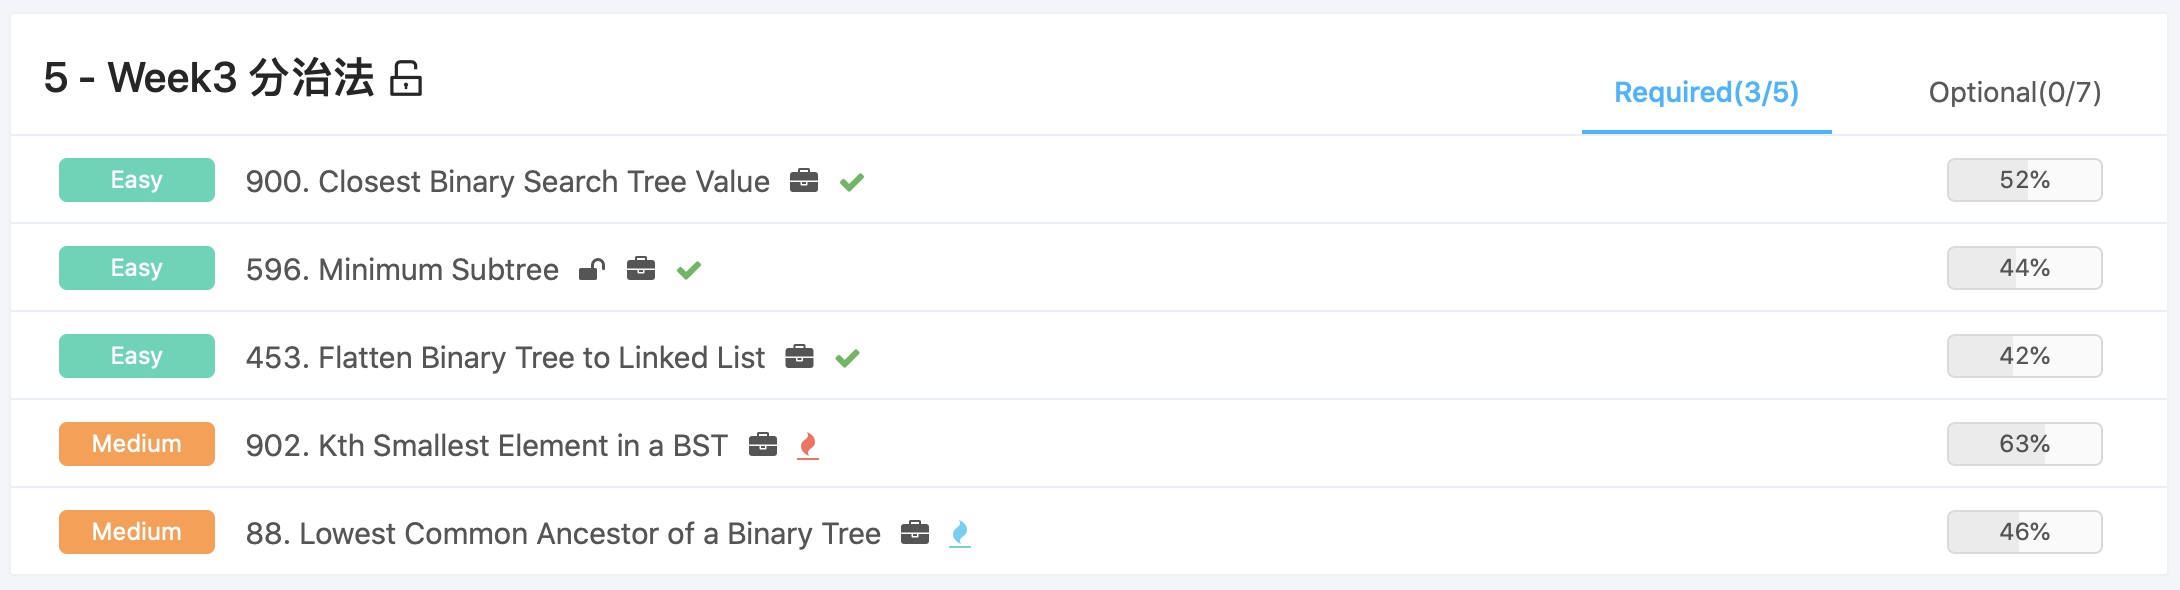 5 - Week3 分治法
Required(3/5) Optional(0/7)
Easy 900. Closest Binary Search Tree Value 52%
Easy 596. Minimum Subtree 44%
Easy 453. Flatten Binary Tree to Linked List 42%
Medium 902. Kth Smallest Element in a BST 63%
Medium 88. Lowest Common Ancestor of a Binary Tree 46%